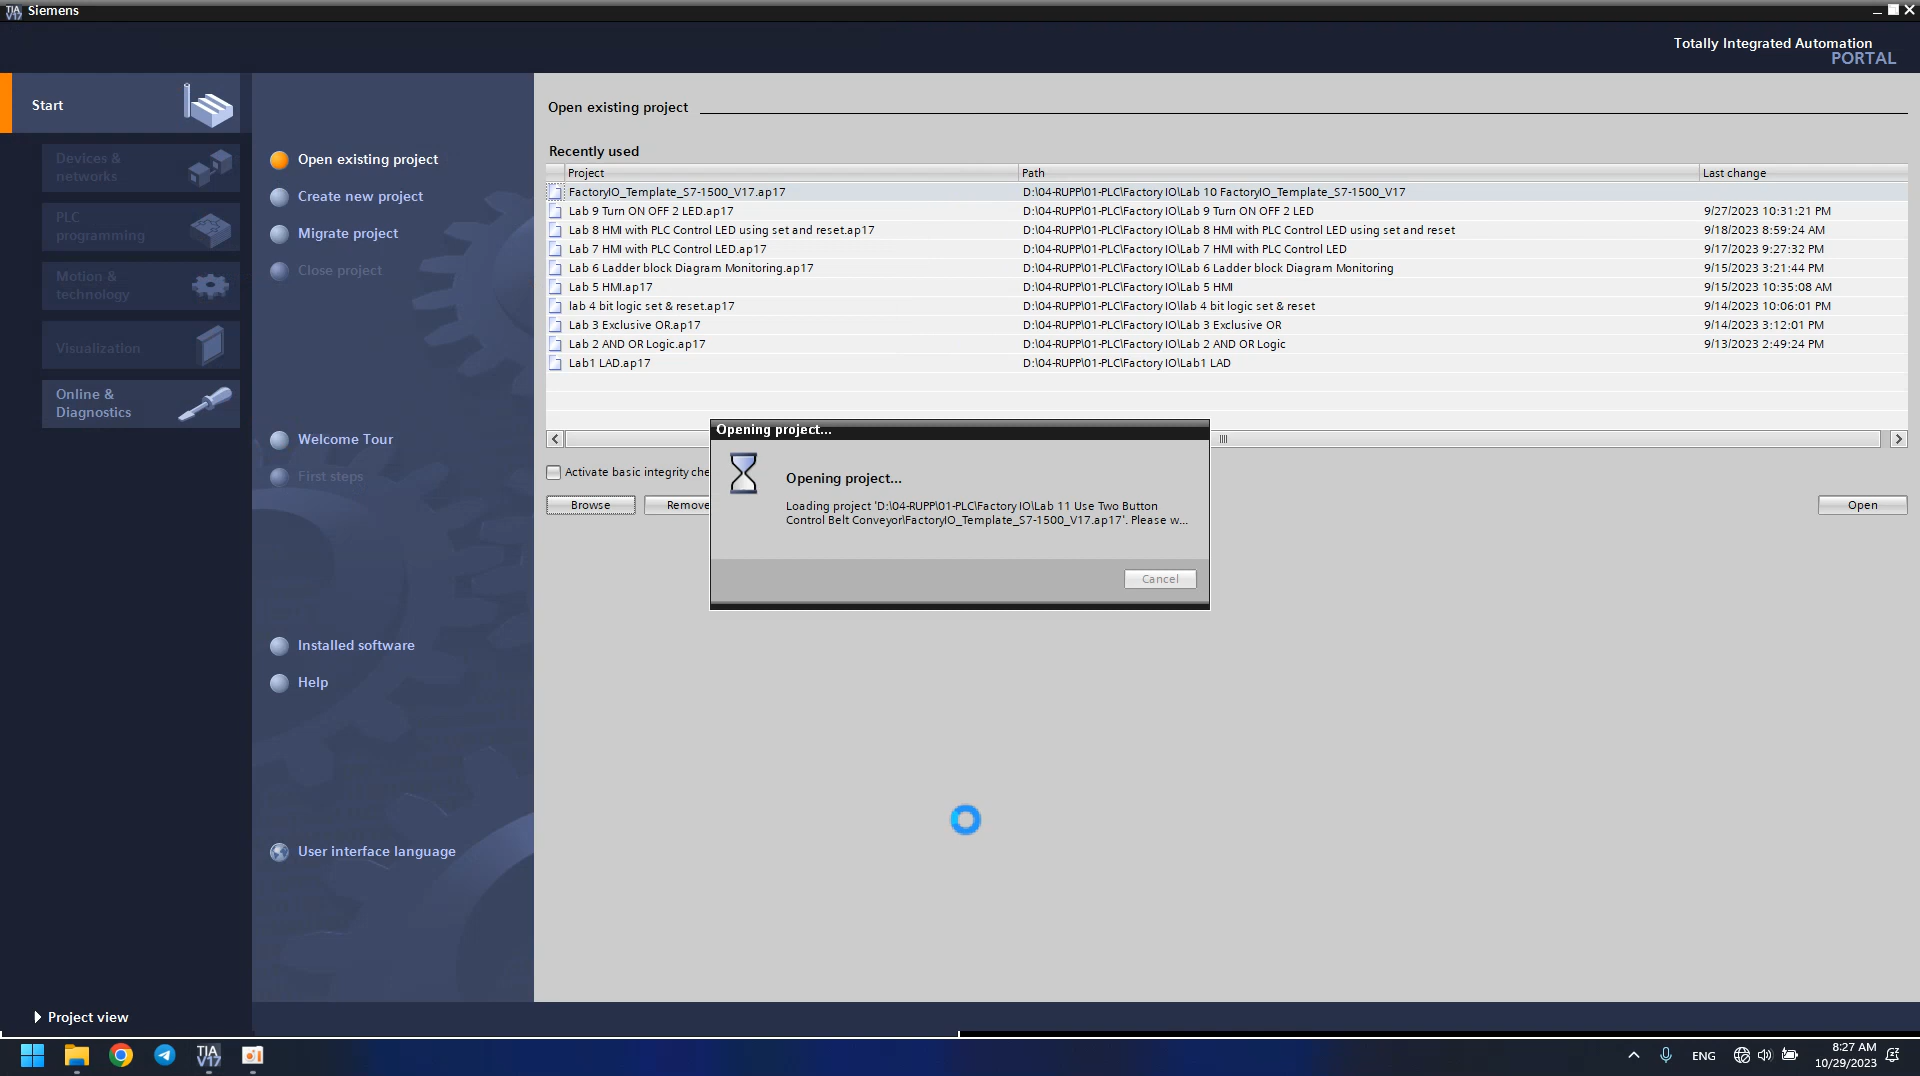 TIA V17 Siemens
Totally Integrated Automation
PORTAL
Start
Devices &
networks
PLC
programming
Motion &
technology
Visualization
Online &
Diagnostics
Open existing project
Create new project
Migrate project
Close project
Welcome Tour
First steps
Installed software
Help
User interface language
Project view
Open existing project
Recently used
Project Path Last change
FactoryIO_Template_S7-1500_V17.ap17 D:\04-RUPP\01-PLC\Factory IO\Lab 10 FactoryIO_Template_S7-1500_V17
Lab 9 Turn ON OFF 2 LED.ap17 D:\04-RUPP\01-PLC\Factory IO\Lab 9 Turn ON OFF 2 LED 9/27/2023 10:31:21 PM
Lab 8 HMI with PLC Control LED using set and reset.ap17 D:\04-RUPP\01-PLC\Factory IO\Lab 8 HMI with PLC Control LED using set and reset 9/18/2023 8:59:24 AM
Lab 7 HMI with PLC Control LED.ap17 D:\04-RUPP\01-PLC\Factory IO\Lab 7 HMI with PLC Control LED 9/17/2023 9:27:32 PM
Lab 6 Ladder block Diagram Monitoring.ap17 D:\04-RUPP\01-PLC\Factory IO\Lab 6 Ladder block Diagram Monitoring 9/15/2023 3:21:44 PM
Lab 5 HMI.ap17 D:\04-RUPP\01-PLC\Factory IO\Lab 5 HMI 9/15/2023 10:35:08 AM
lab 4 bit logic set & reset.ap17 D:\04-RUPP\01-PLC\Factory IO\lab 4 bit logic set & reset 9/14/2023 10:06:01 PM
Lab 3 Exclusive OR.ap17 D:\04-RUPP\01-PLC\Factory IO\Lab 3 Exclusive OR 9/14/2023 3:12:01 PM
Lab 2 AND OR Logic.ap17 D:\04-RUPP\01-PLC\Factory IO\Lab 2 AND OR Logic 9/13/2023 2:49:24 PM
Lab1 LAD.ap17 D:\04-RUPP\01-PLC\Factory IO\Lab1 LAD
Activate basic integrity che
Browse Remove Open
Opening project...
Opening project...
Loading project 'D:\04-RUPP\01-PLC\Factory IO\Lab 11 Use Two Button
Control Belt Conveyor\FactoryIO_Template_S7-1500_V17.ap17'. Please w...
Cancel
TIA V17
ENG
8:27 AM
10/29/2023